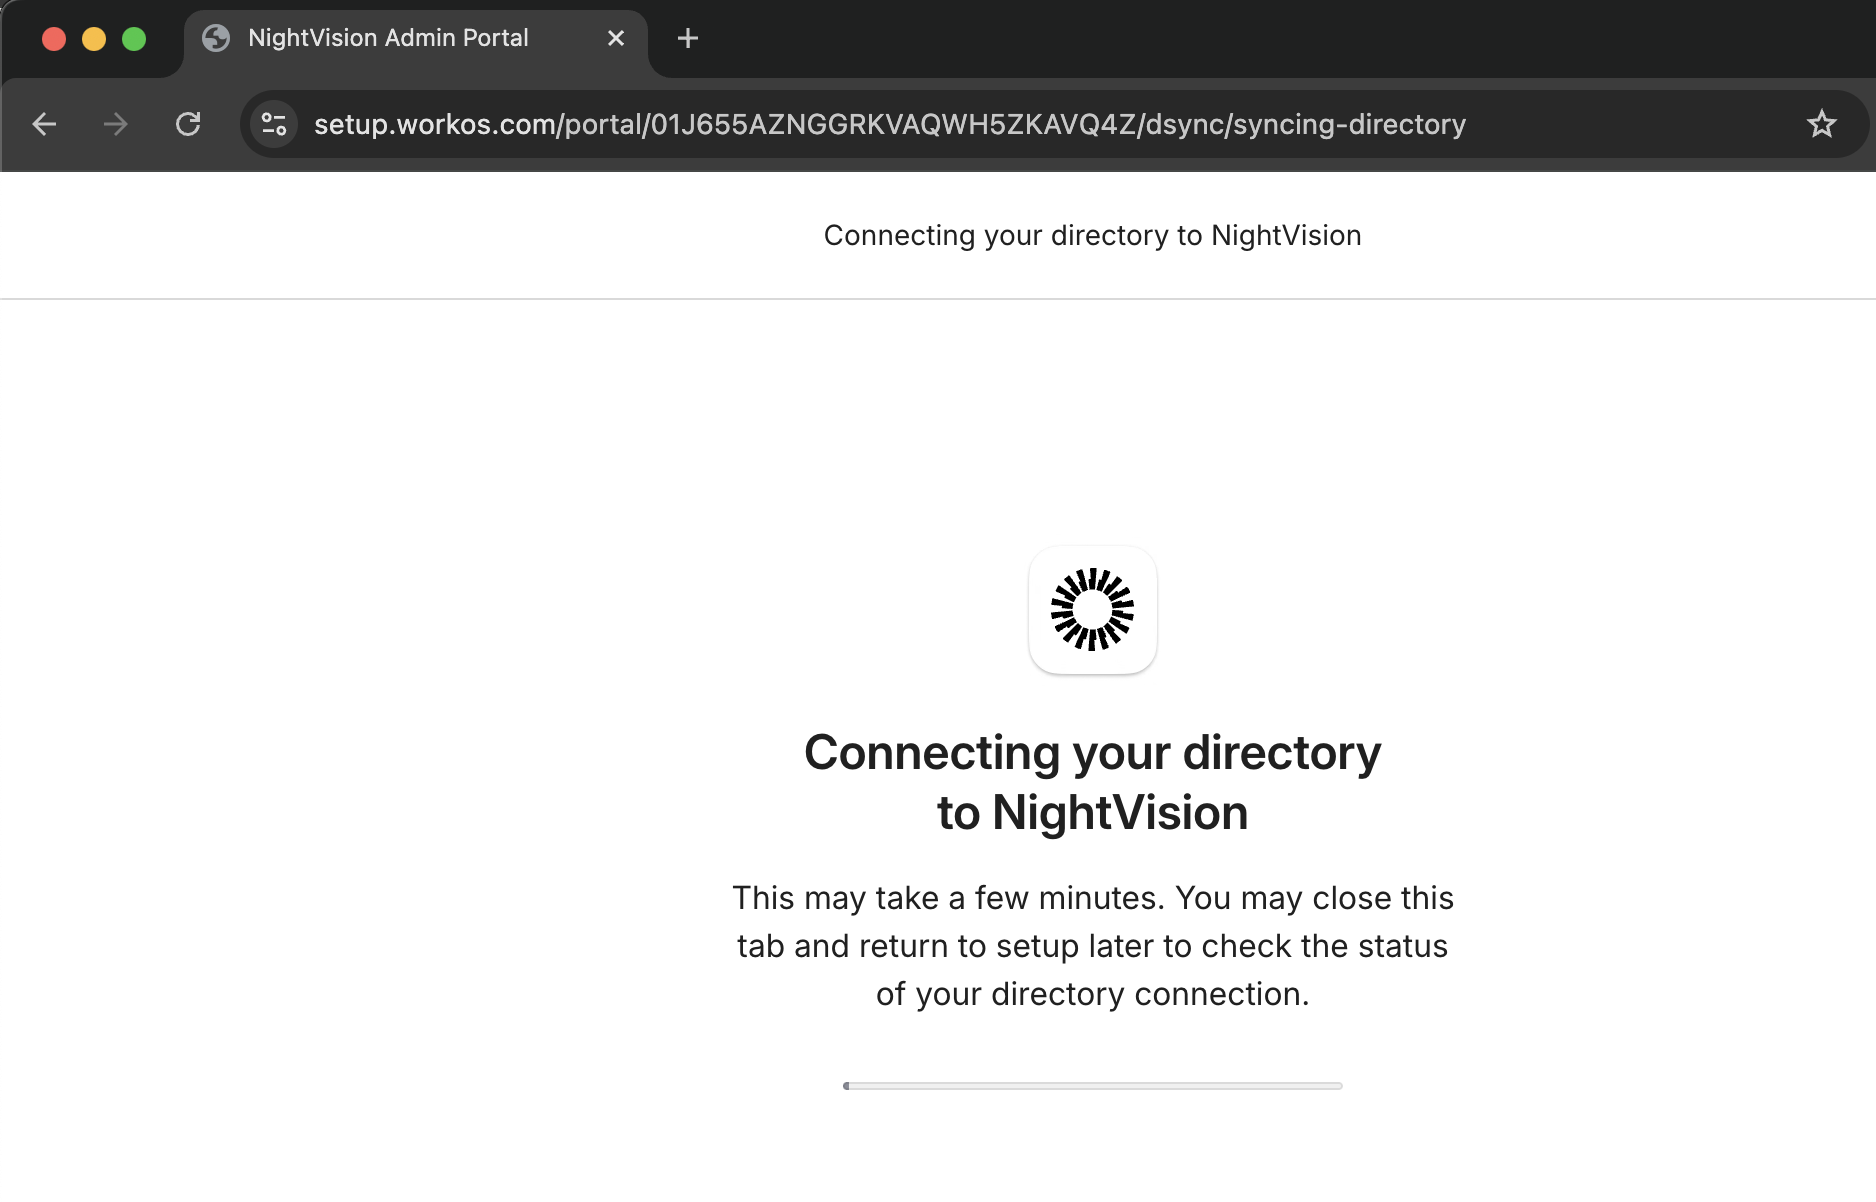 NightVision Admin Portal
setup.workos.com/portal/01J655AZNGGRKVAQWH5ZKAVQ4Z/dsync/syncing-directory
Connecting your directory to NightVision
Connecting your directory
to NightVision
This may take a few minutes. You may close this
tab and return to setup later to check the status
of your directory connection.